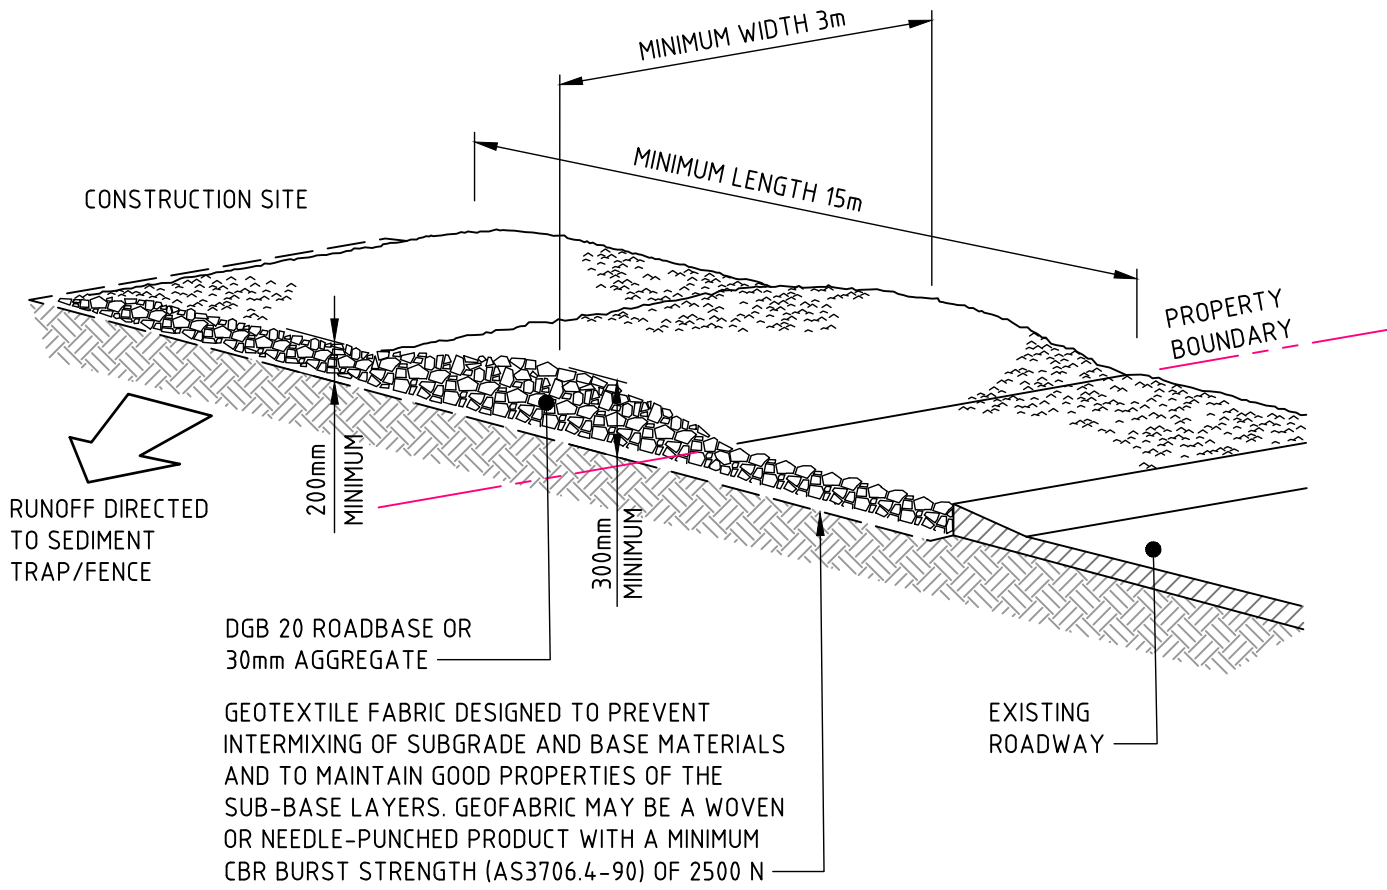 MINIMUM WIDTH 3m
MINIMUM LENGTH 15m
CONSTRUCTION SITE
PROPERTY
BOUNDARY
200mm
MINIMUM
300mm
MINIMUM
RUNOFF DIRECTED
TO SEDIMENT
TRAP/FENCE
DGB 20 ROADBASE OR
30mm AGGREGATE
GEOTEXTILE FABRIC DESIGNED TO PREVENT
INTERMIXING OF SUBGRADE AND BASE MATERIALS
AND TO MAINTAIN GOOD PROPERTIES OF THE
SUB-BASE LAYERS. GEOFABRIC MAY BE A WOVEN
OR NEEDLE-PUNCHED PRODUCT WITH A MINIMUM
CBR BURST STRENGTH (AS3706.4-90) OF 2500 N
EXISTING
ROADWAY